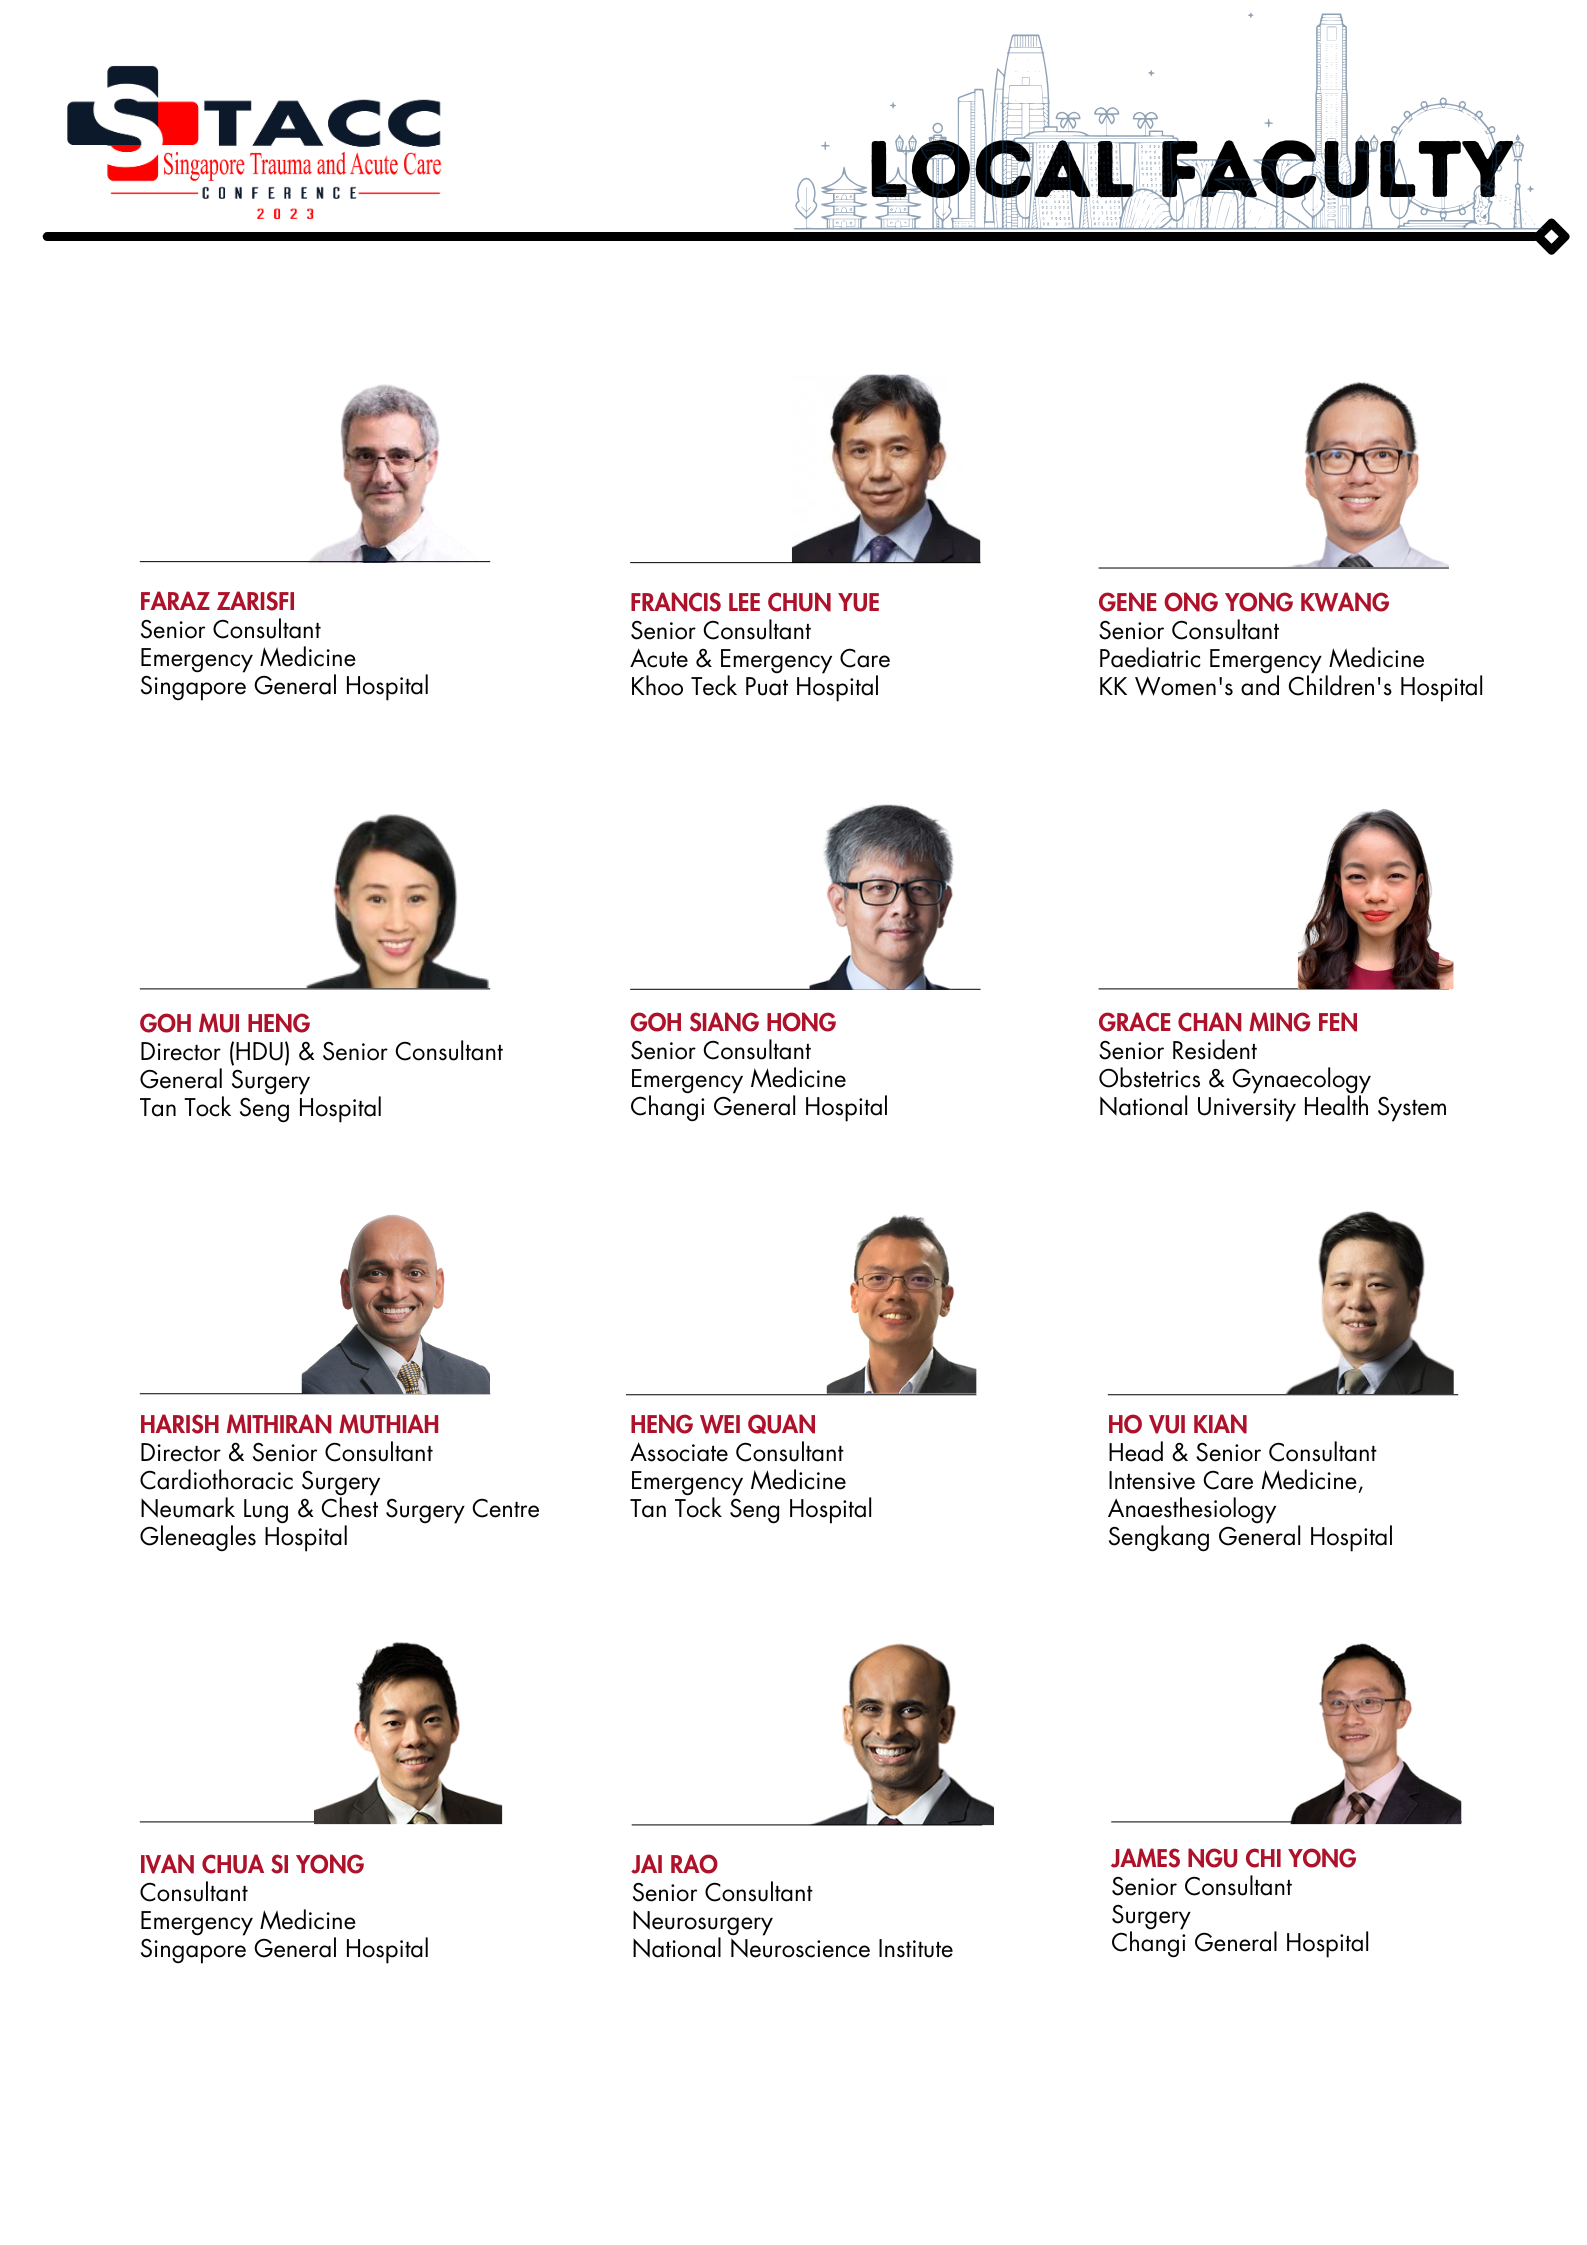 STACC
Singapore Trauma and Acute Care
CONFERENCE
2023
LOCAL FACULTY
FARAZ ZARISFI
Senior Consultant
Emergency Medicine
Singapore General Hospital
FRANCIS LEE CHUN YUE
Senior Consultant
Acute & Emergency Care
Khoo Teck Puat Hospital
GENE ONG YONG KWANG
Senior Consultant
Paediatric Emergency Medicine
KK Women's and Children's Hospital
GOH MUI HENG
Director (HDU) & Senior Consultant
General Surgery
Tan Tock Seng Hospital
GOH SIANG HONG
Senior Consultant
Emergency Medicine
Changi General Hospital
GRACE CHAN MING FEN
Senior Resident
Obstetrics & Gynaecology
National University Health System
HARISH MITHIRAN MUTHIAH
Director & Senior Consultant
Cardiothoracic Surgery
Neumark Lung & Chest Surgery Centre
Gleneagles Hospital
HENG WEI QUAN
Associate Consultant
Emergency Medicine
Tan Tock Seng Hospital
HO VUI KIAN
Head & Senior Consultant
Intensive Care Medicine,
Anaesthesiology
Sengkang General Hospital
IVAN CHUA SI YONG
Consultant
Emergency Medicine
Singapore General Hospital
JAI RAO
Senior Consultant
Neurosurgery
National Neuroscience Institute
JAMES NGU CHI YONG
Senior Consultant
Surgery
Changi General Hospital